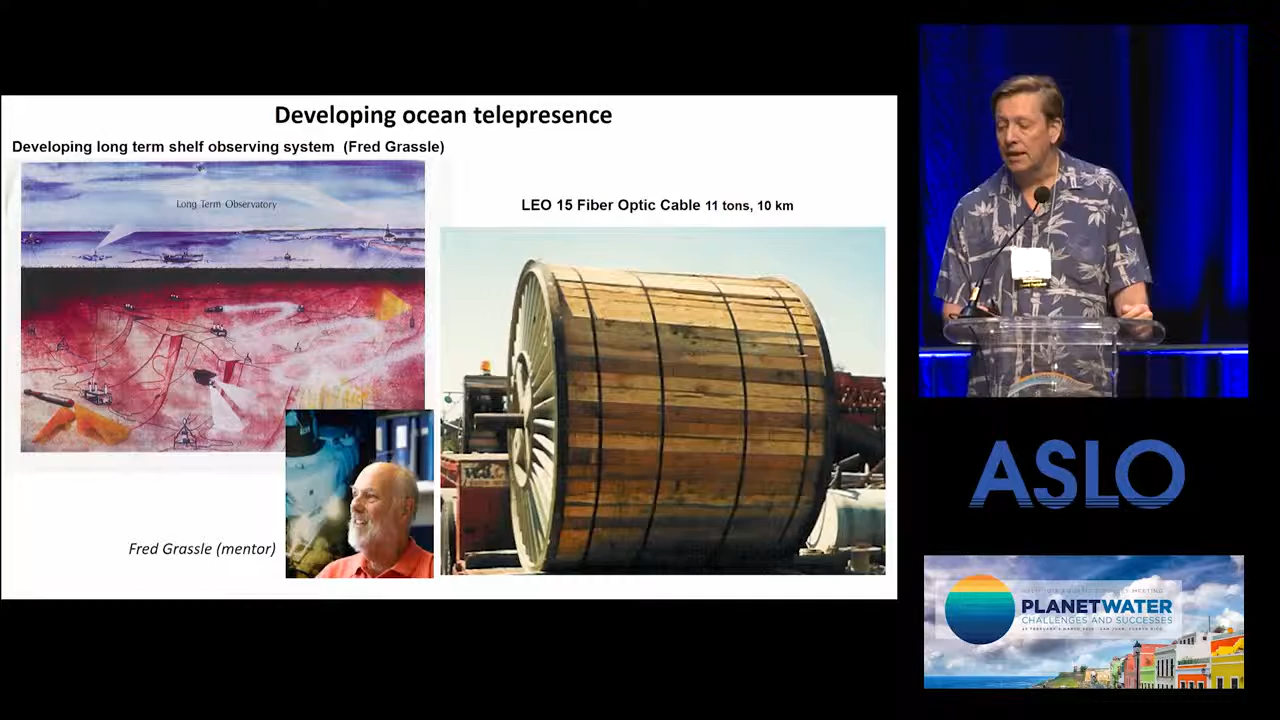 Developing ocean telepresence
Developing long term shelf observing system (Fred Grassle)
Long Term Observatory
LEO 15 Fiber Optic Cable 11 tons, 10 km
Fred Grassle (mentor)
ASLO
PLANETWATER
CHALLENGES AND SUCCESSES